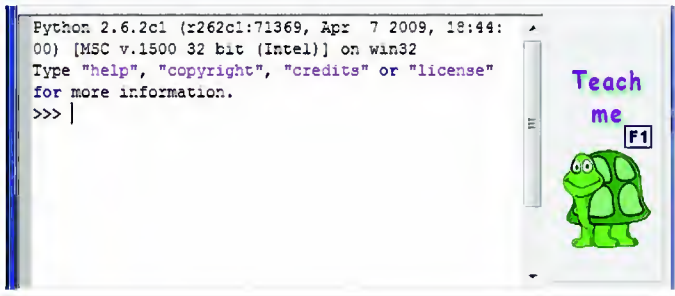 Python 2.6.2c1 (r262c1:71369, Apr  7 2009, 18:44:
00) [MSC v.1500 32 bit (Intel)] on win32
Type "help", "copyright", "credits" or "license"
for more information.
>>>
Teach
me
F1